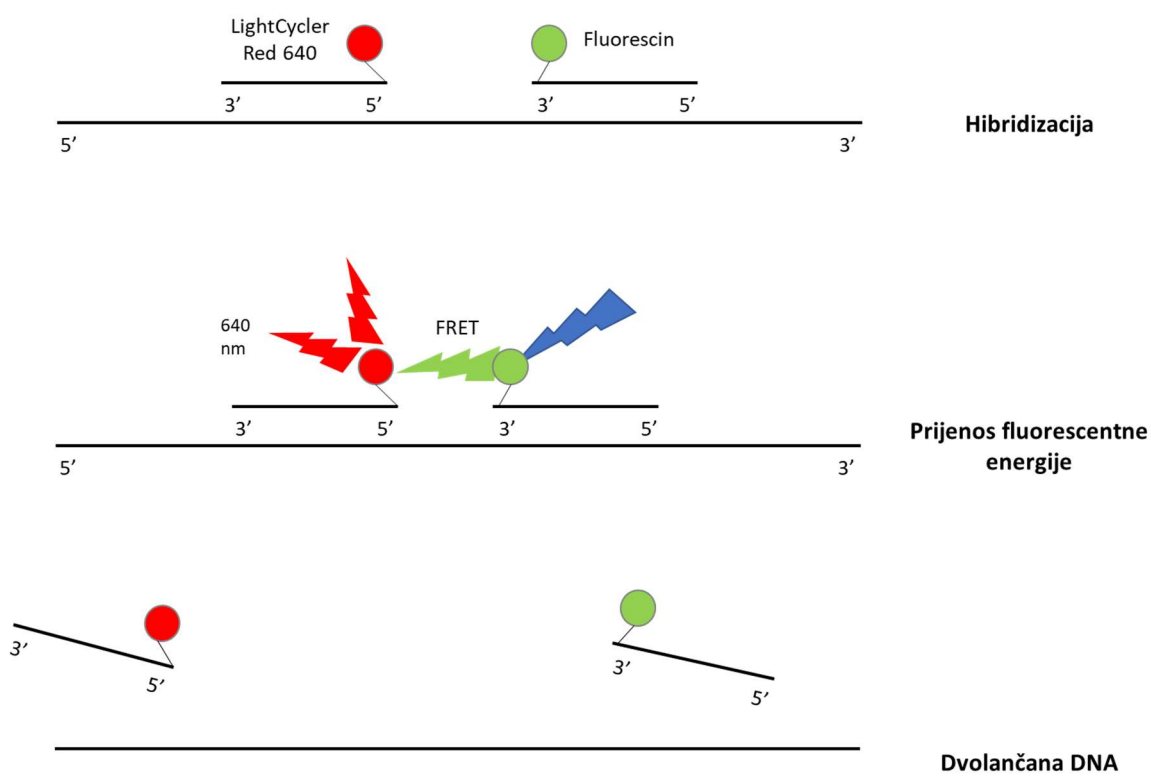 LightCycler
Red 640
Fluorescin
3’ 5’ 3’ 5’
5’ 3’
Hibridizacija
640
nm
FRET
3’ 5’ 3’ 5’
5’ 3’
Prijenos fluorescentne
energije
3’ 5’ 3’ 5’
Dvolančana DNA